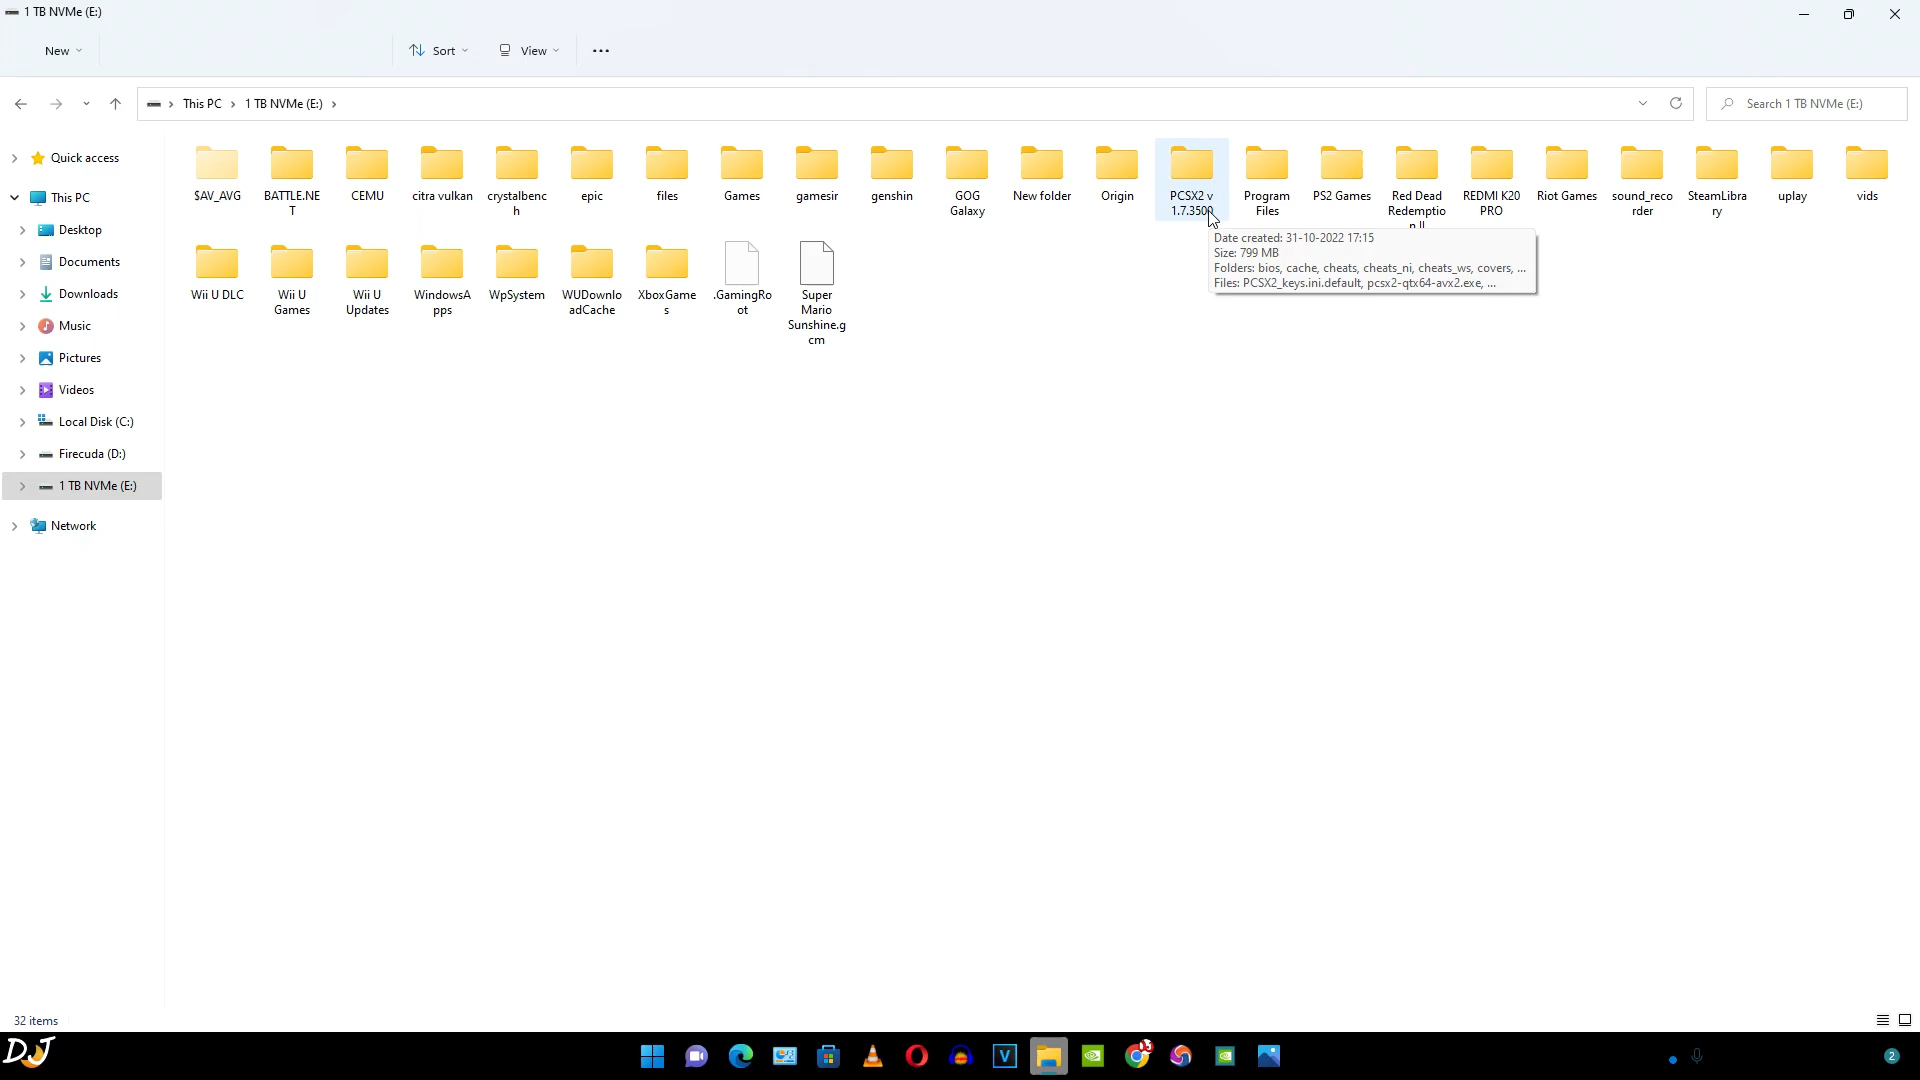 1 TB NVMe (E:)
New
Sort
View
This PC
1 TB NVMe (E:)
Search 1 TB NVMe (E:)
Quick access
This PC
Desktop
Documents
Downloads
Music
Pictures
Videos
Local Disk (C:)
Firecuda (D:)
1 TB NVMe (E:)
Network
$AV_AVG
BATTLE.NE
T
CEMU
citra vulkan
crystalbenc
h
epic
files
Games
gamesir
genshin
GOG
Galaxy
New folder
Origin
PCSX2 v
1.7.3500
Program
Files
PS2 Games
Red Dead
Redemptio
n II
REDMI K20
PRO
Riot Games
sound_reco
rder
SteamLibra
ry
uplay
vids
Date created: 31-10-2022 17:15
Size: 799 MB
Folders: bios, cache, cheats, cheats_ni, cheats_ws, covers, ...
Files: PCSX2_keys.ini.default, pcsx2-qtx64-avx2.exe, ...
Wii U DLC
Wii U
Games
Wii U
Updates
WindowsA
pps
WpSystem
WUDownlo
adCache
XboxGame
s
.GamingRo
ot
Super
Mario
Sunshine.g
cm
32 items
DJ
V
3
2